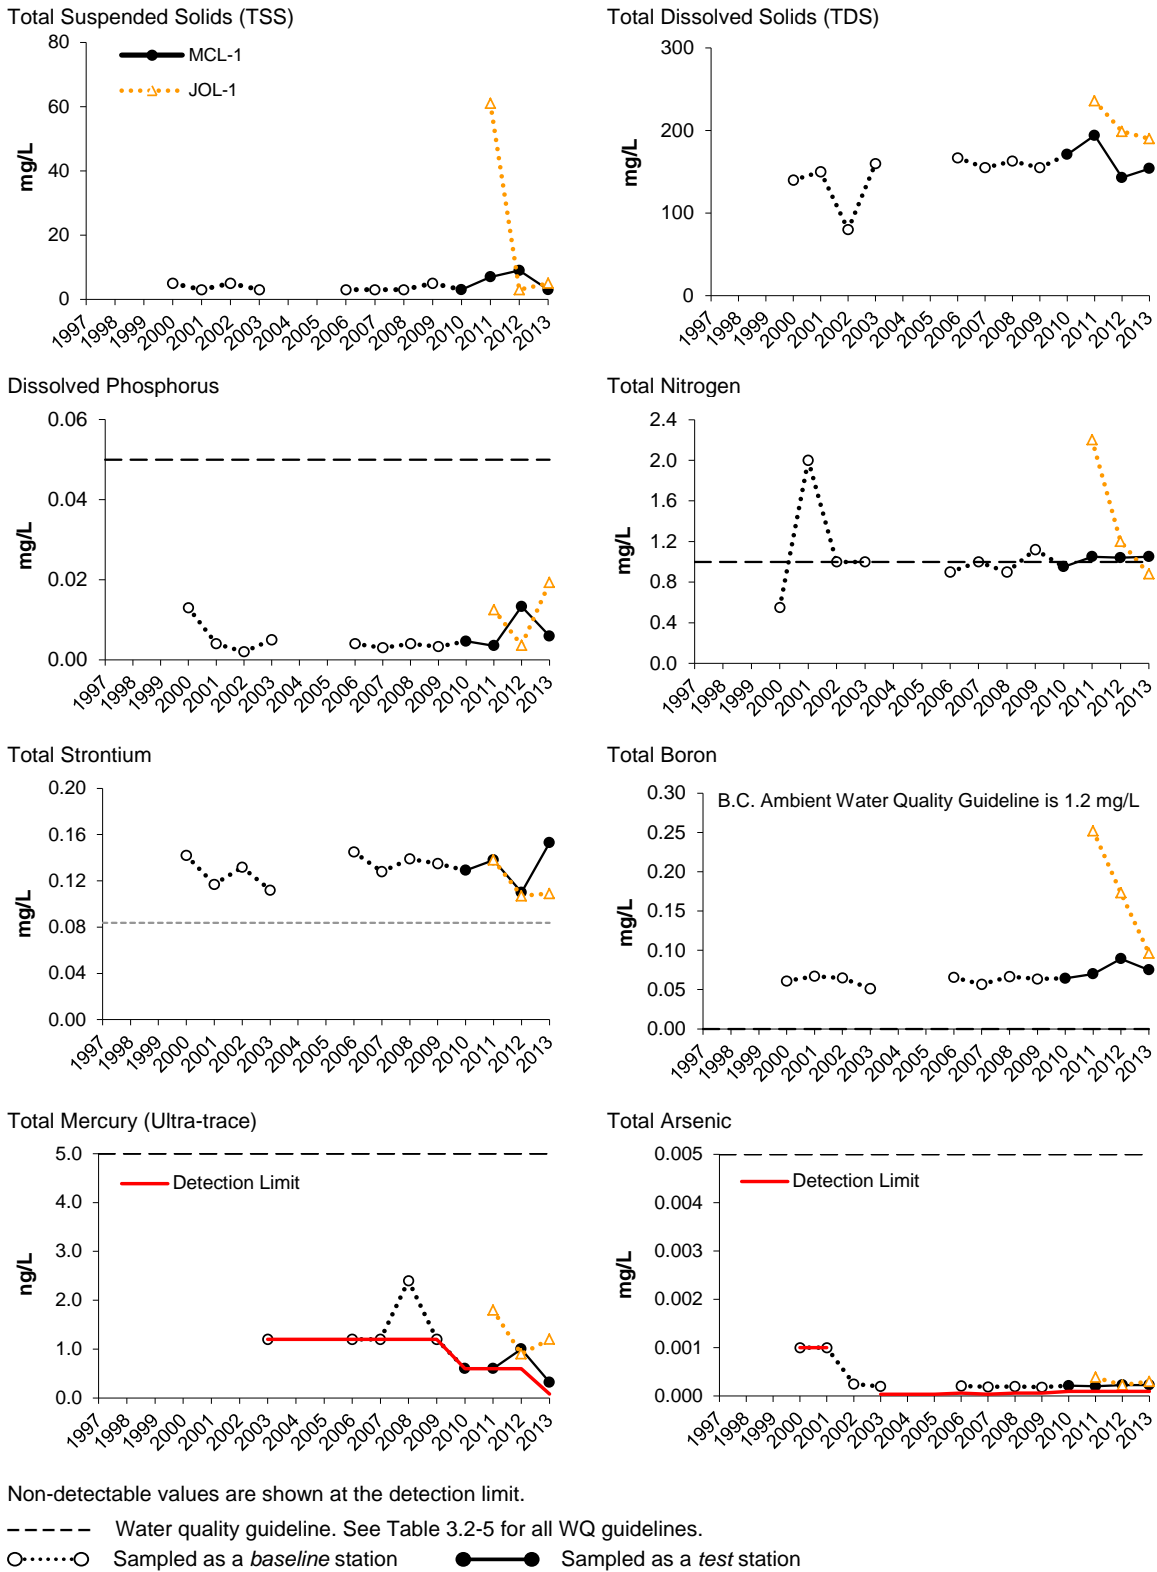 Total Suspended Solids (TSS)
80
60
40
20
0
mg/L
MCL-1
JOL-1
1997 1998 1999 2000 2001 2002 2003 2004 2005 2006 2007 2008 2009 2010 2011 2012 2013
Total Dissolved Solids (TDS)
300
200
100
0
mg/L
1997 1998 1999 2000 2001 2002 2003 2004 2005 2006 2007 2008 2009 2010 2011 2012 2013
Dissolved Phosphorus
0.06
0.04
0.02
0.00
mg/L
1997 1998 1999 2000 2001 2002 2003 2004 2005 2006 2007 2008 2009 2010 2011 2012 2013
Total Nitrogen
2.4
2.0
1.6
1.2
0.8
0.4
0.0
mg/L
1997 1998 1999 2000 2001 2002 2003 2004 2005 2006 2007 2008 2009 2010 2011 2012 2013
Total Strontium
0.20
0.16
0.12
0.08
0.04
0.00
mg/L
1997 1998 1999 2000 2001 2002 2003 2004 2005 2006 2007 2008 2009 2010 2011 2012 2013
Total Boron
0.30
0.25
0.20
0.15
0.10
0.05
0.00
mg/L
B.C. Ambient Water Quality Guideline is 1.2 mg/L
1997 1998 1999 2000 2001 2002 2003 2004 2005 2006 2007 2008 2009 2010 2011 2012 2013
Total Mercury (Ultra-trace)
5.0
4.0
3.0
2.0
1.0
0.0
ng/L
Detection Limit
1997 1998 1999 2000 2001 2002 2003 2004 2005 2006 2007 2008 2009 2010 2011 2012 2013
Total Arsenic
0.005
0.004
0.003
0.002
0.001
0.000
mg/L
Detection Limit
1997 1998 1999 2000 2001 2002 2003 2004 2005 2006 2007 2008 2009 2010 2011 2012 2013
Non-detectable values are shown at the detection limit.
Water quality guideline. See Table 3.2-5 for all WQ guidelines.
Sampled as a baseline station Sampled as a test station